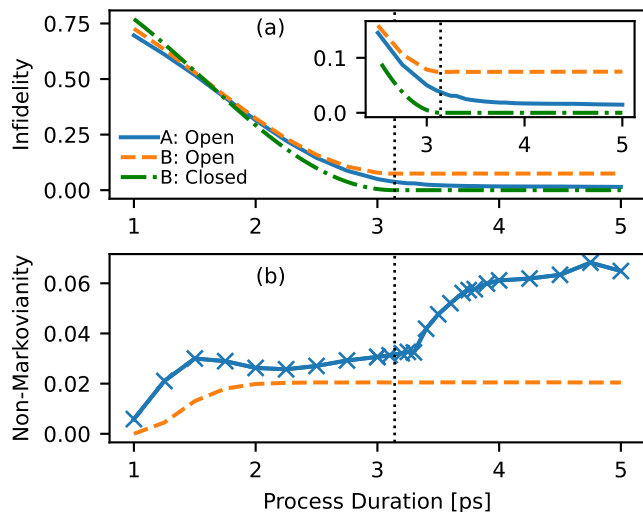 (a)
Infidelity
0.75
0.50
0.25
0.00
A: Open
B: Open
B: Closed
0.1
0.0
3
4
5
1
2
3
4
5
(b)
Non-Markovianity
0.06
0.04
0.02
0.00
1
2
3
4
5
Process Duration [ps]